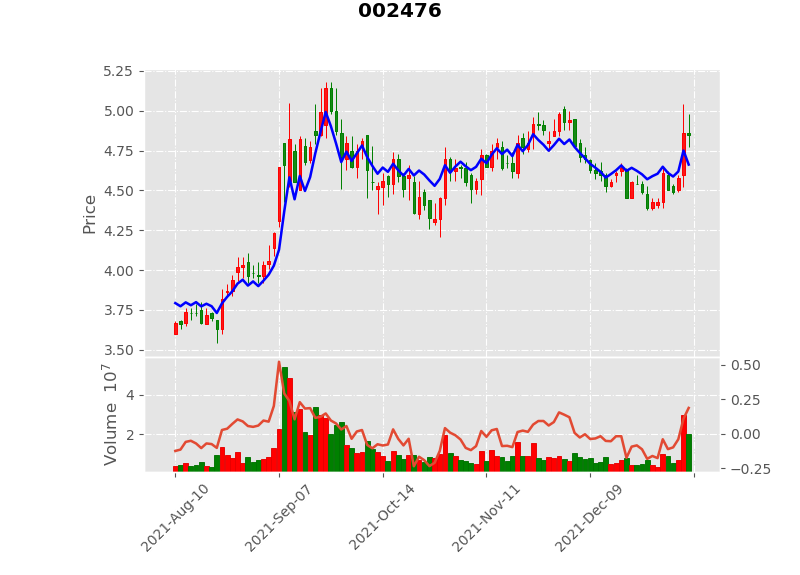 002476
5.25
5.00
4.75
4.50
4.25
4.00
3.75
3.50
Price
4
2
Volume 10^7
0.50
0.25
0.00
−0.25
2021-Aug-10
2021-Sep-07
2021-Oct-14
2021-Nov-11
2021-Dec-09